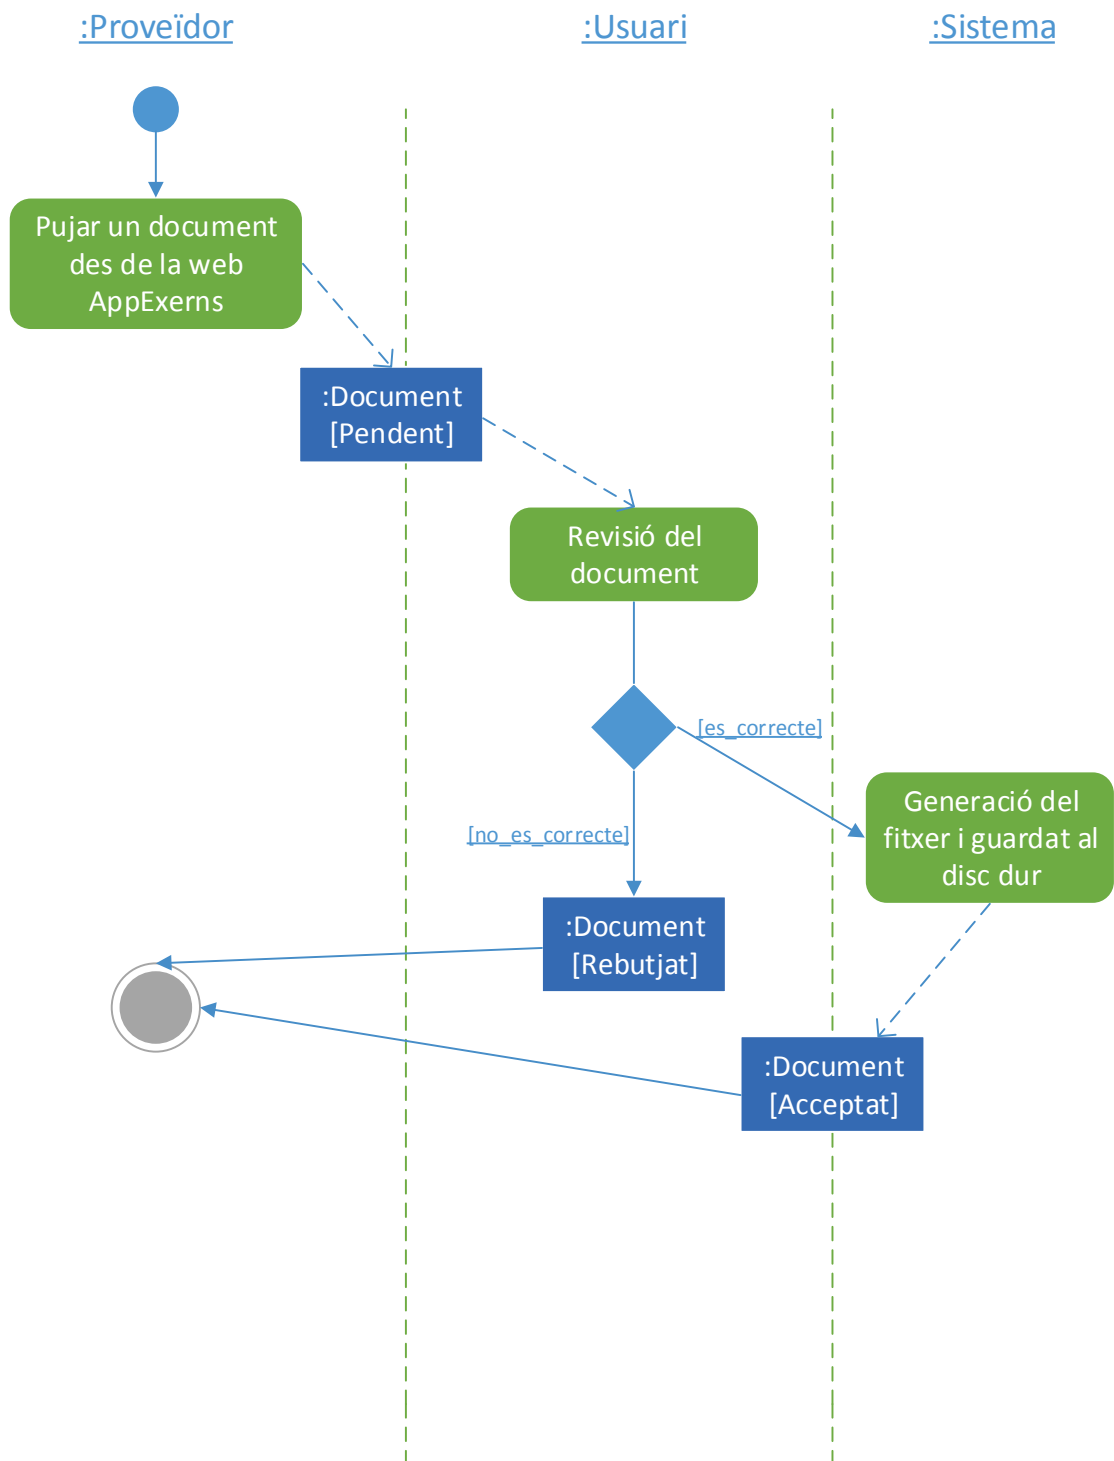 :Proveïdor
:Usuari
:Sistema
Pujar un document
des de la web
AppExerns
:Document
[Pendent]
Revisió del
document
[es_correcte]
[no_es_correcte]
Generació del
fitxer i guardat al
disc dur
:Document
[Rebutjat]
:Document
[Acceptat]